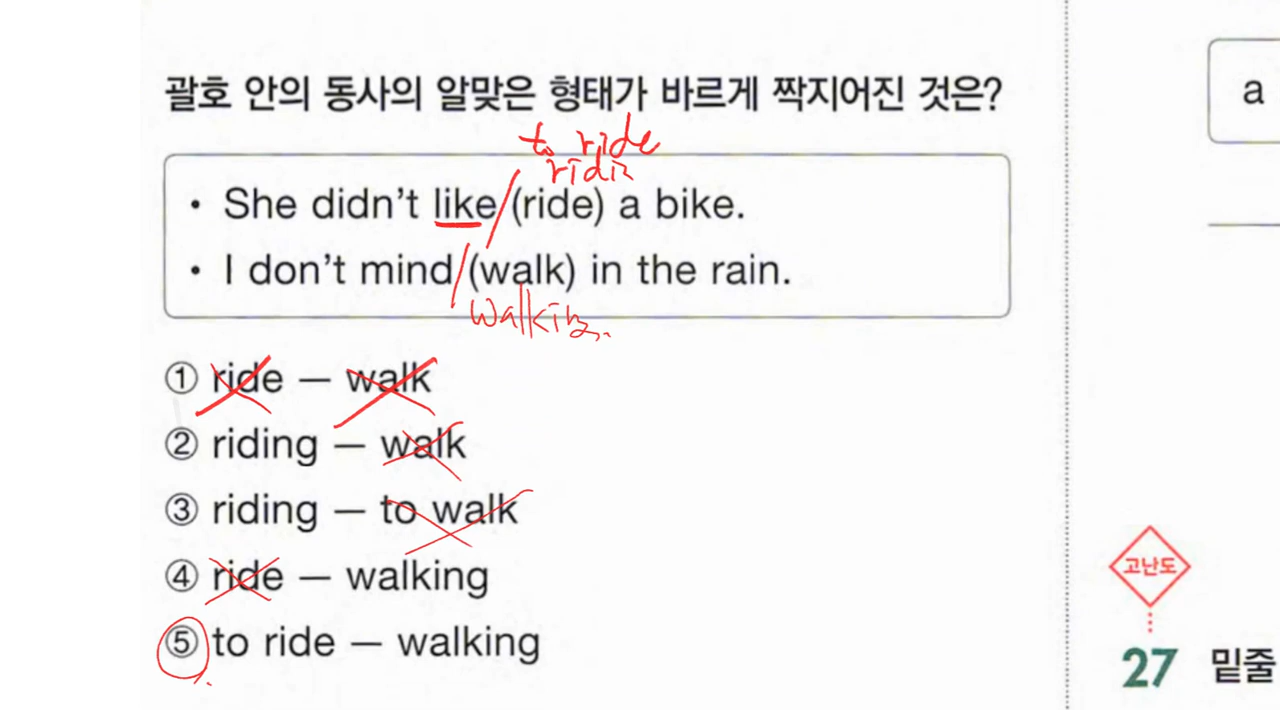 괄호 안의 동사의 알맞은 형태가 바르게 짝지어진 것은?
to ride
• She didn't like (ride) a bike.
• I don't mind (walk) in the rain.
walking
① ride — walk
② riding — walk
③ riding — to walk
④ ride — walking
⑤ to ride — walking
a
고난도
27 밑줄